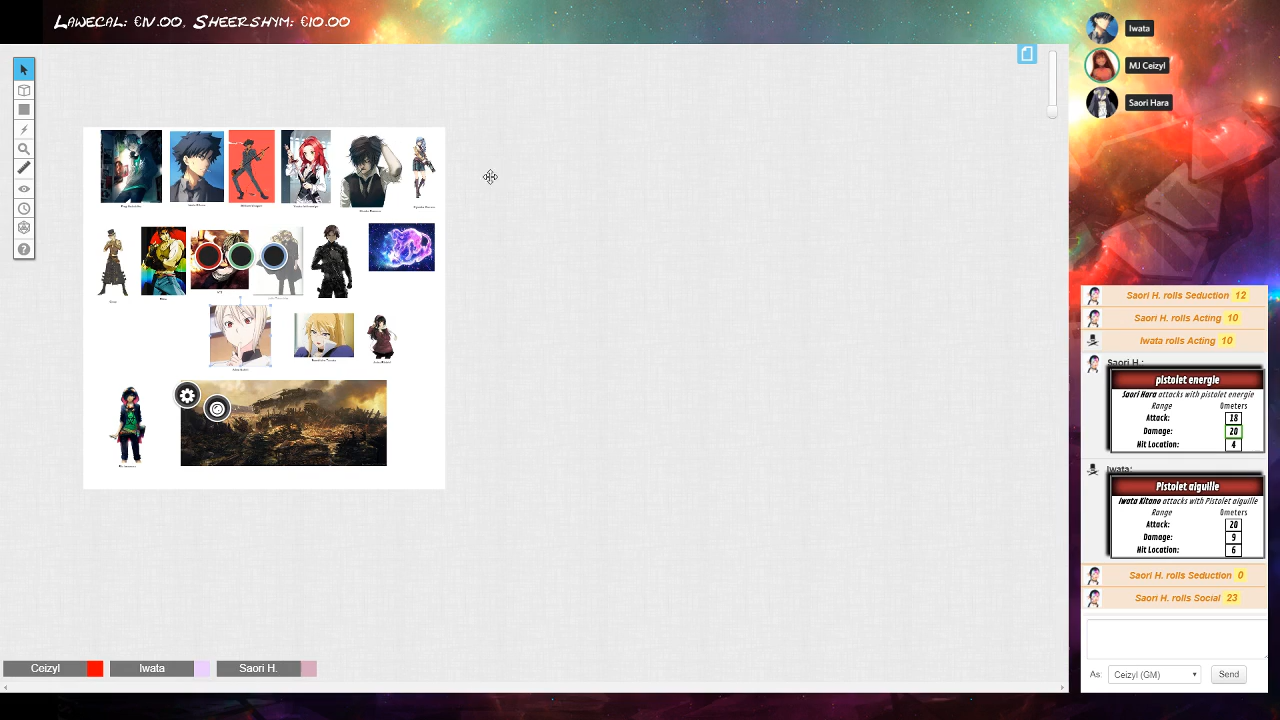 Lawecal: €IV.00, Sheershym: €10.00
Iwata
MJ Ceizyl
Saori Hara
Saori H. rolls Seduction 12
Saori H. rolls Acting 10
Iwata rolls Acting 10
Saori H.:
pistolet energie
Saori Hara attacks with pistolet energie
Range 0meters
Attack: 18
Damage: 20
Hit Location: 4
Iwata:
Pistolet aiguille
Iwata Kitano attacks with Pistolet aiguille
Range 0meters
Attack: 20
Damage: 9
Hit Location: 6
Saori H. rolls Seduction 0
Saori H. rolls Social 23
Ceizyl
Iwata
Saori H.
As: Ceizyl (GM)
Send